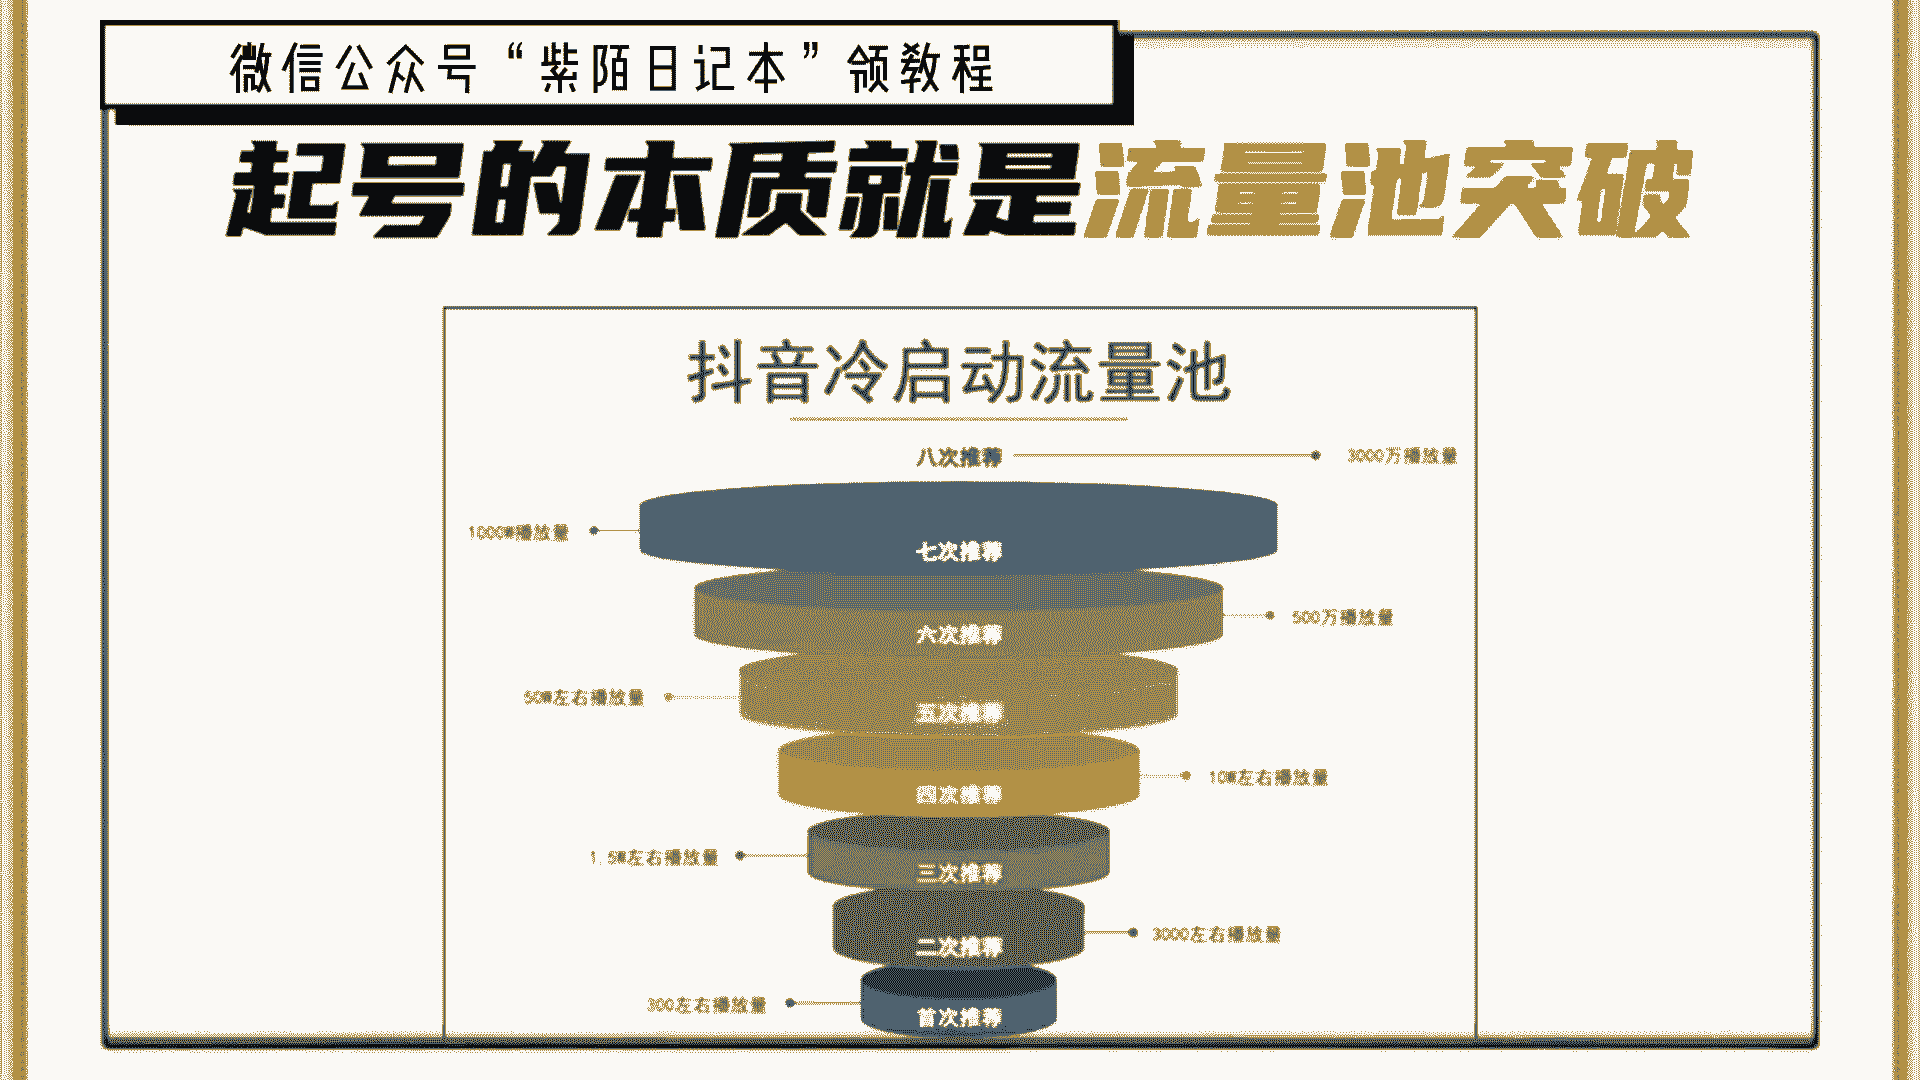 微信公众号“紫陌日记本”领教程
起号的本质就是流量池突破
抖音冷启动流量池
八次推荐
3000万播放量
1000W播放量
七次推荐
六次推荐
500万播放量
50W左右播放量
五次推荐
四次推荐
10W左右播放量
1.5W左右播放量
三次推荐
二次推荐
3000左右播放量
300左右播放量
首次推荐